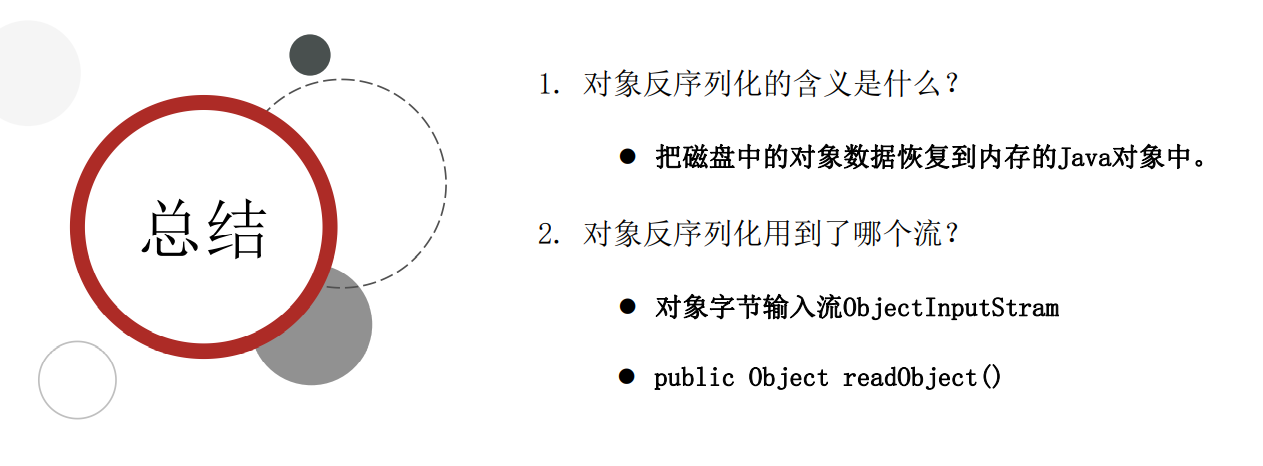 总结
1. 对象反序列化的含义是什么？
● 把磁盘中的对象数据恢复到内存的Java对象中。
2. 对象反序列化用到了哪个流？
● 对象字节输入流ObjectInputStram
● public Object readObject()